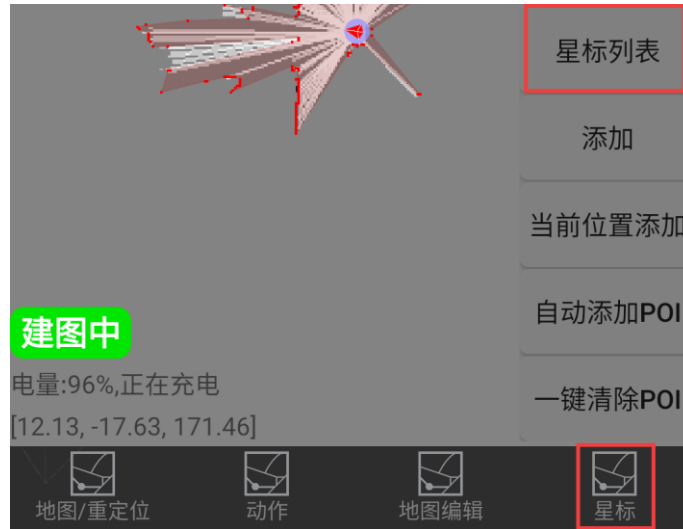 星标列表
添加
当前位置添加
自动添加POI
一键清除POI
建图中
电量:96%,正在充电
[12.13, -17.63, 171.46]
地图/重定位
动作
地图编辑
星标